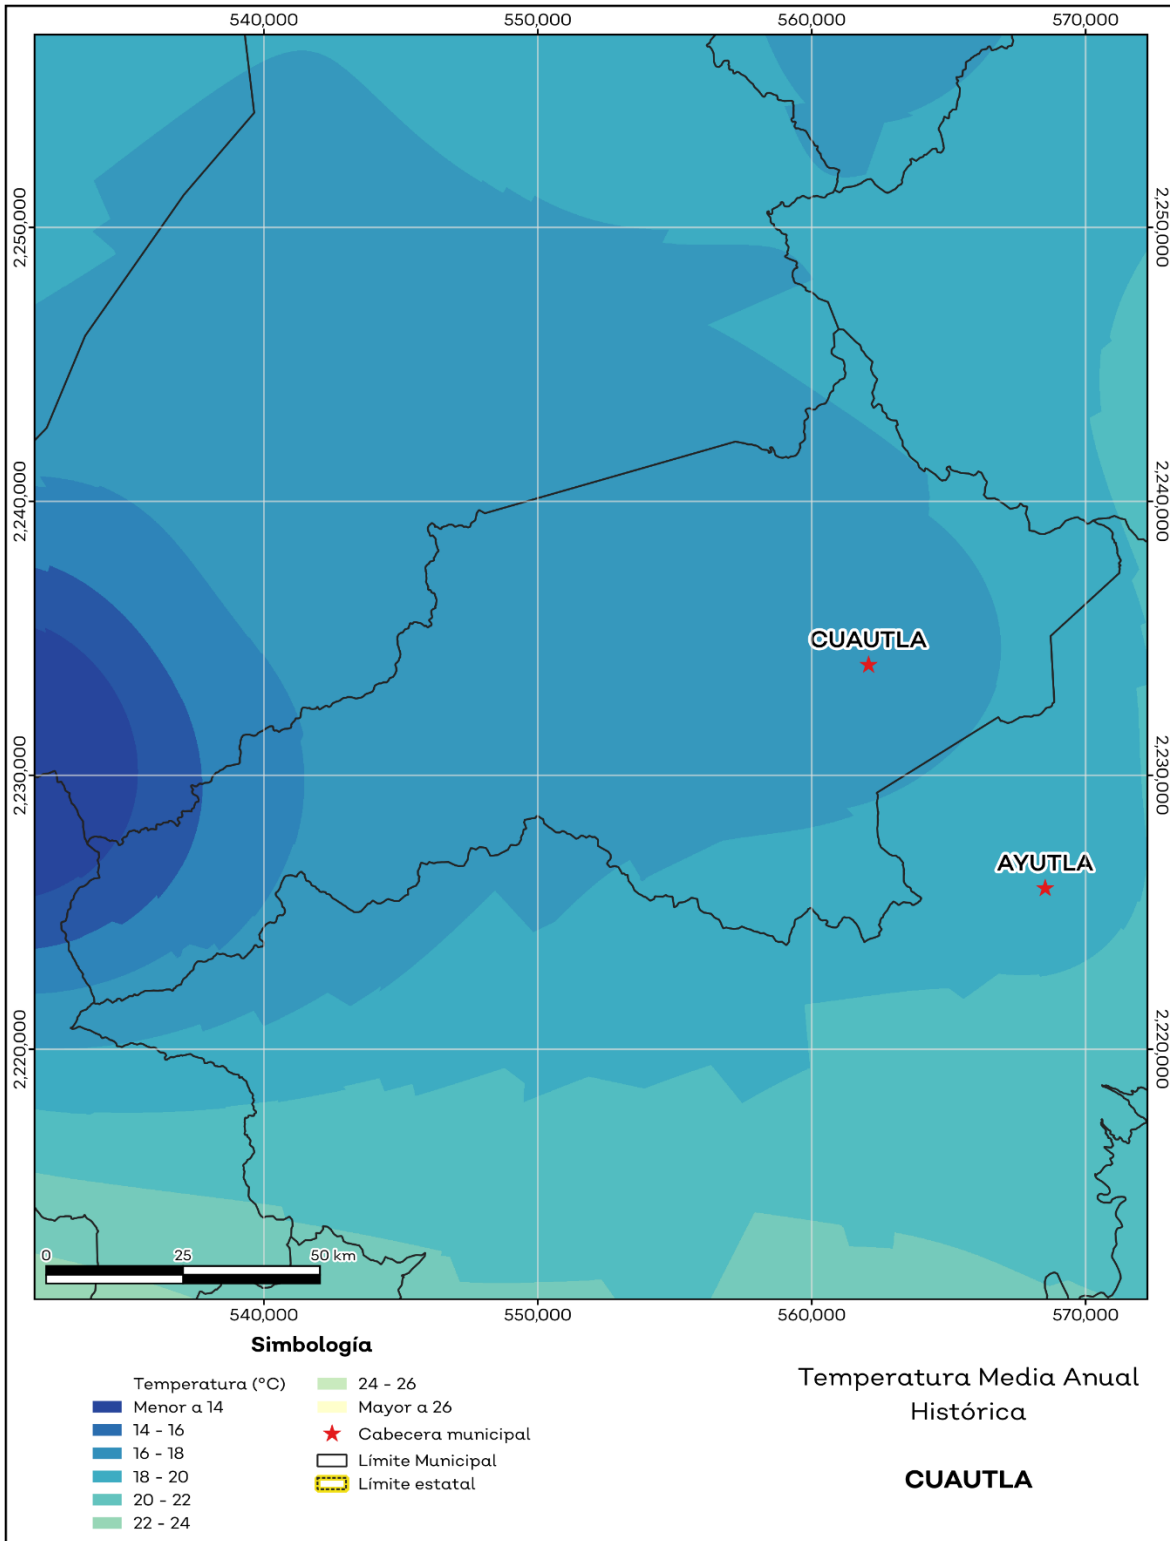 540,000 550,000 560,000 570,000
2,250,000 2,250,000
2,240,000 2,240,000
CUAUTLA
2,230,000 2,230,000
AYUTLA
2,220,000 2,220,000
0 25 50 km
540,000 550,000 560,000 570,000
Simbología
Temperatura (°C)
Menor a 14
14 - 16
16 - 18
18 - 20
20 - 22
22 - 24
24 - 26
Mayor a 26
Cabecera municipal
Límite Municipal
Límite estatal
Temperatura Media Anual
Histórica
CUAUTLA